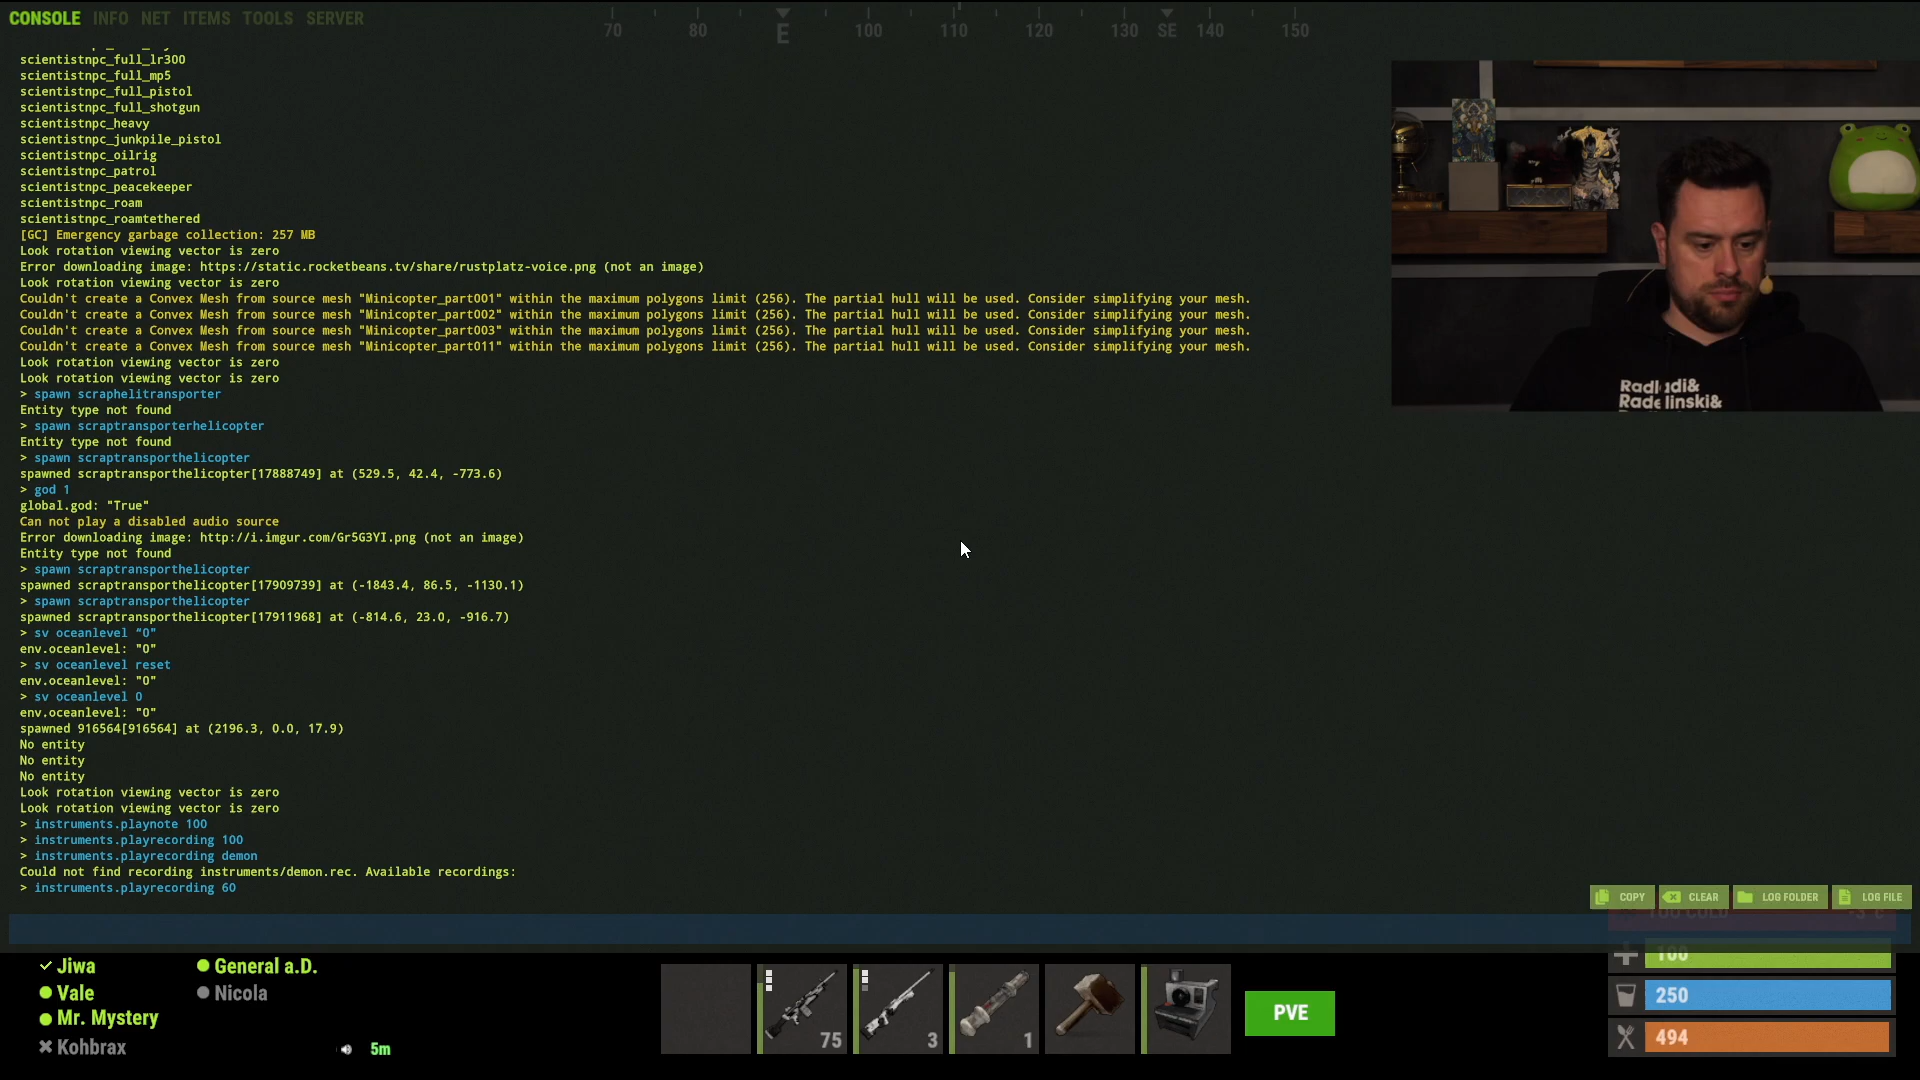 CONSOLE INFO NET ITEMS TOOLS SERVER
70 80 E 100 110 120 130 SE 140 150
scientistnpc_full_lr300
scientistnpc_full_mp5
scientistnpc_full_pistol
scientistnpc_full_shotgun
scientistnpc_heavy
scientistnpc_junkpile_pistol
scientistnpc_oilrig
scientistnpc_patrol
scientistnpc_peacekeeper
scientistnpc_roam
scientistnpc_roamtethered
[GC] Emergency garbage collection: 257 MB
Look rotation viewing vector is zero
Error downloading image: https://static.rocketbeans.tv/share/rustplatz-voice.png (not an image)
Look rotation viewing vector is zero
Couldn't create a Convex Mesh from source mesh "Minicopter_part001" within the maximum polygons limit (256). The partial hull will be used. Consider simplifying your mesh.
Couldn't create a Convex Mesh from source mesh "Minicopter_part002" within the maximum polygons limit (256). The partial hull will be used. Consider simplifying your mesh.
Couldn't create a Convex Mesh from source mesh "Minicopter_part003" within the maximum polygons limit (256). The partial hull will be used. Consider simplifying your mesh.
Couldn't create a Convex Mesh from source mesh "Minicopter_part011" within the maximum polygons limit (256). The partial hull will be used. Consider simplifying your mesh.
Look rotation viewing vector is zero
Look rotation viewing vector is zero
> spawn scraphelitransporter
Entity type not found
> spawn scraptransporterhelicopter
Entity type not found
> spawn scraptransporthelicopter
spawned scraptransporthelicopter[17888749] at (529.5, 42.4, -773.6)
> god 1
global.god: "True"
Can not play a disabled audio source
Error downloading image: http://i.imgur.com/Gr5G3YI.png (not an image)
Entity type not found
> spawn scraptransporthelicopter
spawned scraptransporthelicopter[17909739] at (-1843.4, 86.5, -1130.1)
> spawn scraptransporthelicopter
spawned scraptransporthelicopter[17911968] at (-814.6, 23.0, -916.7)
> sv oceanlevel "0"
env.oceanlevel: "0"
> sv oceanlevel reset
env.oceanlevel: "0"
> sv oceanlevel 0
env.oceanlevel: "0"
spawned 916564[916564] at (2196.3, 0.0, 17.9)
No entity
No entity
No entity
Look rotation viewing vector is zero
Look rotation viewing vector is zero
> instruments.playnote 100
> instruments.playrecording 100
> instruments.playrecording demon
Could not find recording instruments/demon.rec. Available recordings:
> instruments.playrecording 60
Radlradi&
Radelinski&
COPY CLEAR LOG FOLDER LOG FILE
TOO COLD
100
250
494
Jiwa
Vale
Mr. Mystery
Kohbrax
General a.D.
Nicola
5m
75
3
1
PVE